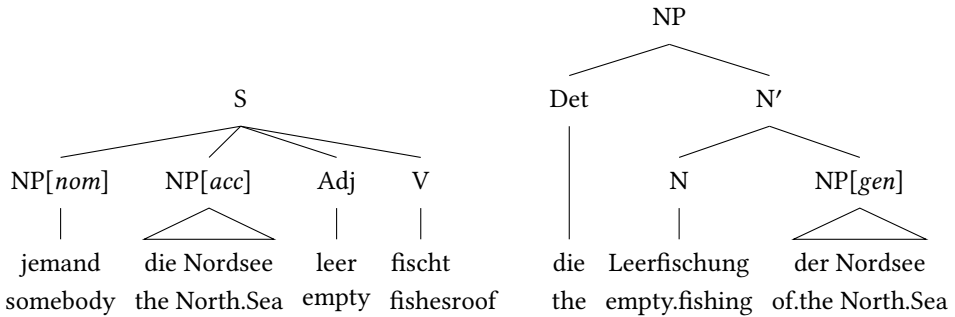 NP
S Det N′
NP[nom] NP[acc] Adj V N NP[gen]
jemand die Nordsee leer fischt die Leerfischung der Nordsee
somebody the North.Sea empty fishesroof the empty.fishing of.the North.Sea